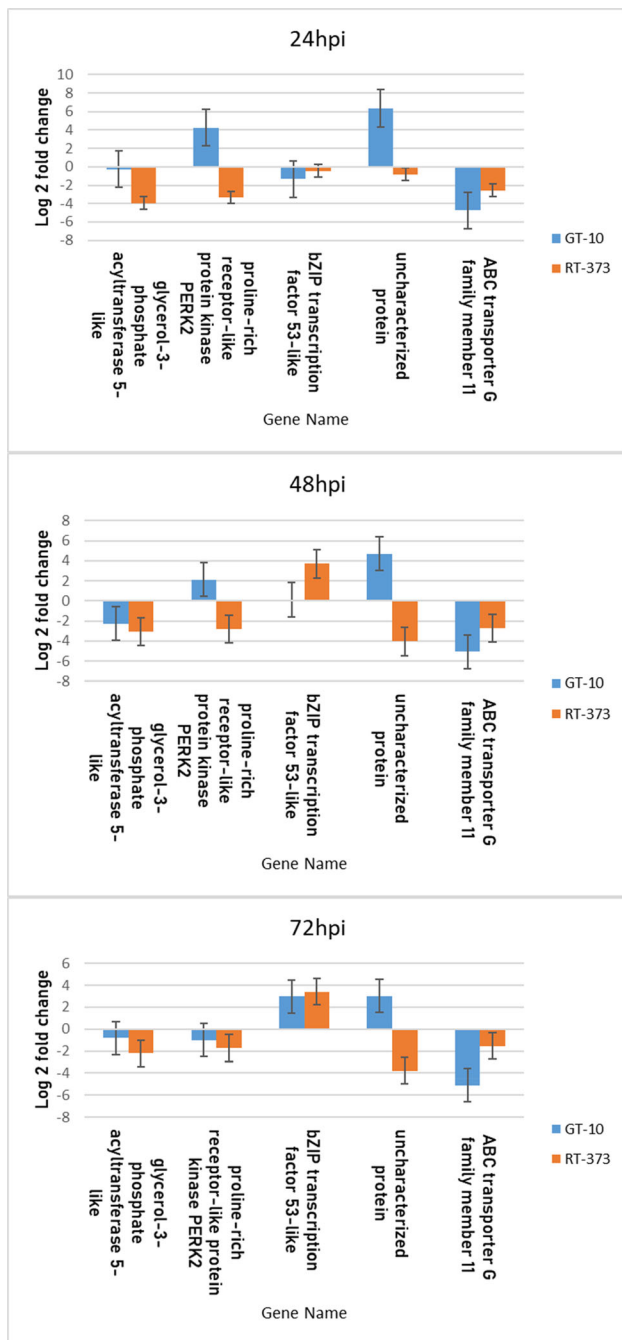 24hpi
Log 2 fold change
10
8
6
4
2
0
-2
-4
-6
-8
glycerol-3-
phosphate
acyltransferase 5-
like
proline-rich
receptor-like
protein kinase
PERK2
bZIP transcription
factor 53-like
uncharacterized
protein
ABC transporter G
family member 11
Gene Name
GT-10
RT-373
48hpi
Log 2 fold change
8
6
4
2
0
-2
-4
-6
-8
glycerol-3-
phosphate
acyltransferase 5-
like
proline-rich
receptor-like
protein kinase
PERK2
bZIP transcription
factor 53-like
uncharacterized
protein
ABC transporter G
family member 11
Gene Name
GT-10
RT-373
72hpi
Log 2 fold change
6
4
2
0
-2
-4
-6
-8
glycerol-3-
phosphate
acyltransferase 5-
like
proline-rich
receptor-like protein
kinase PERK2
bZIP transcription
factor 53-like
uncharacterized
protein
ABC transporter G
family member 11
Gene Name
GT-10
RT-373